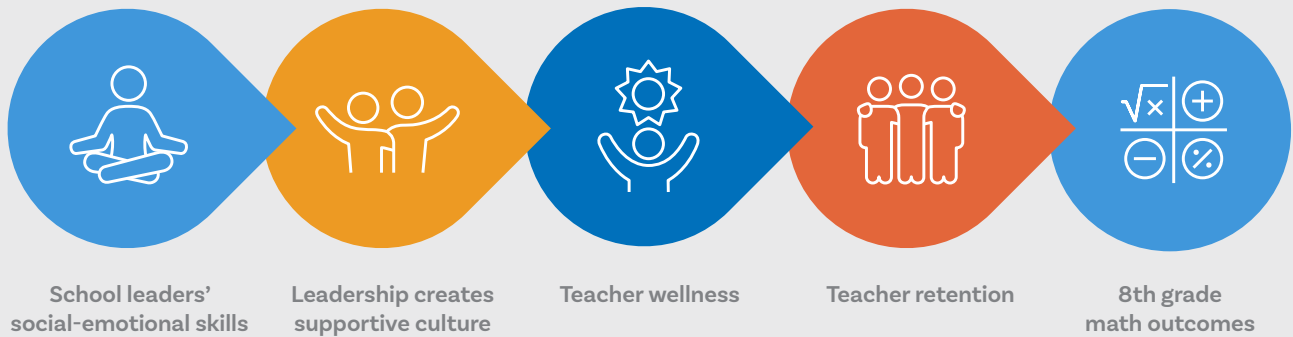 School leaders’
social-emotional skills
Leadership creates
supportive culture
Teacher wellness
Teacher retention
8th grade
math outcomes